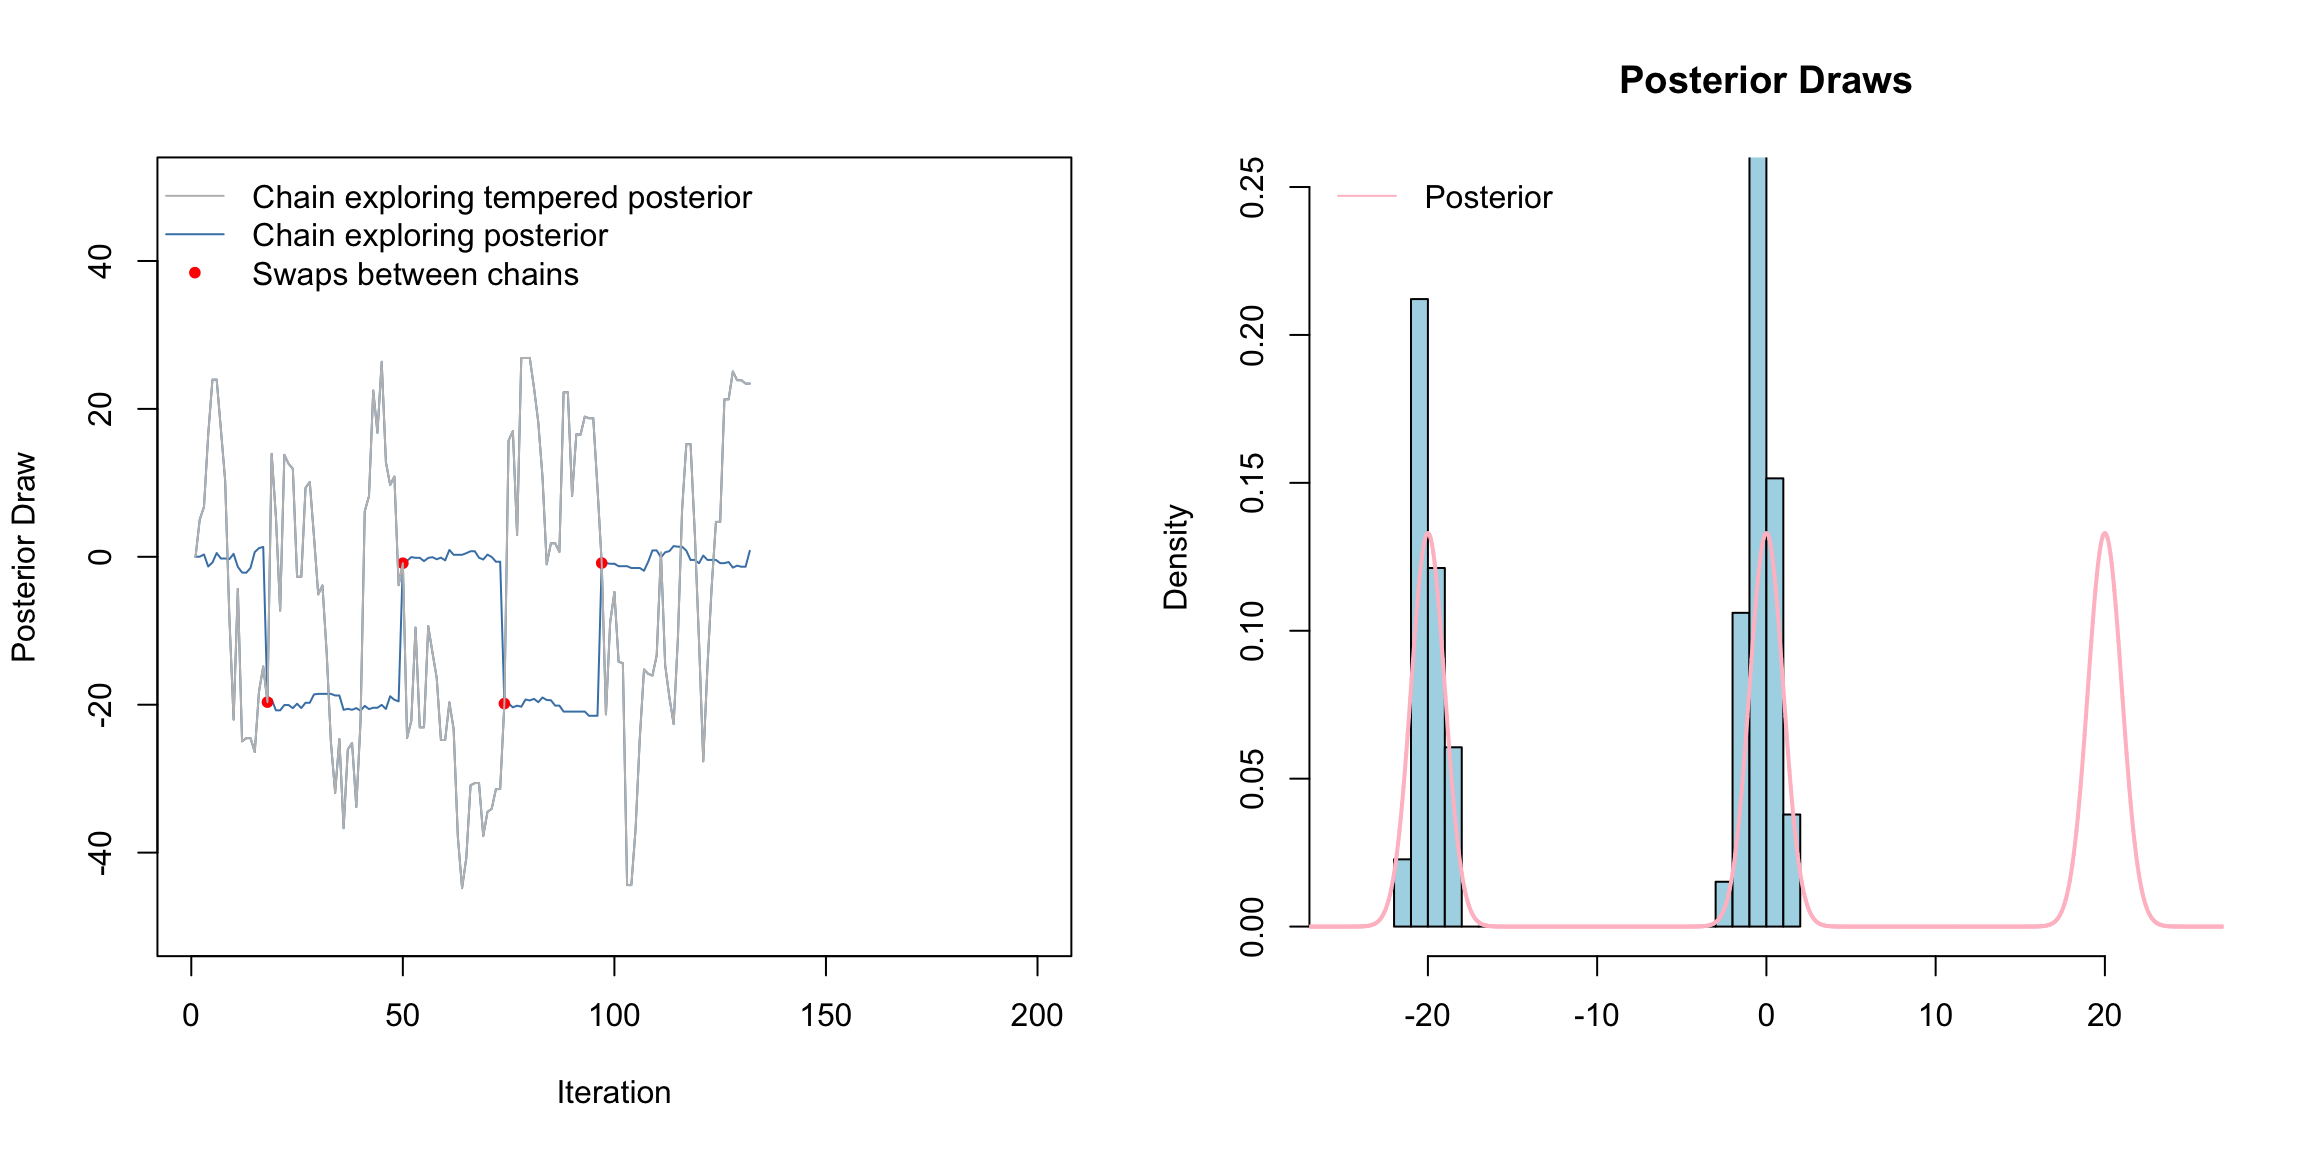 Chain exploring tempered posterior
Chain exploring posterior
Swaps between chains
40
20
0
-20
-40
Posterior Draw
0 50 100 150 200
Iteration
Posterior Draws
Posterior
0.25
0.20
0.15
0.10
0.05
0.00
Density
-20 -10 0 10 20